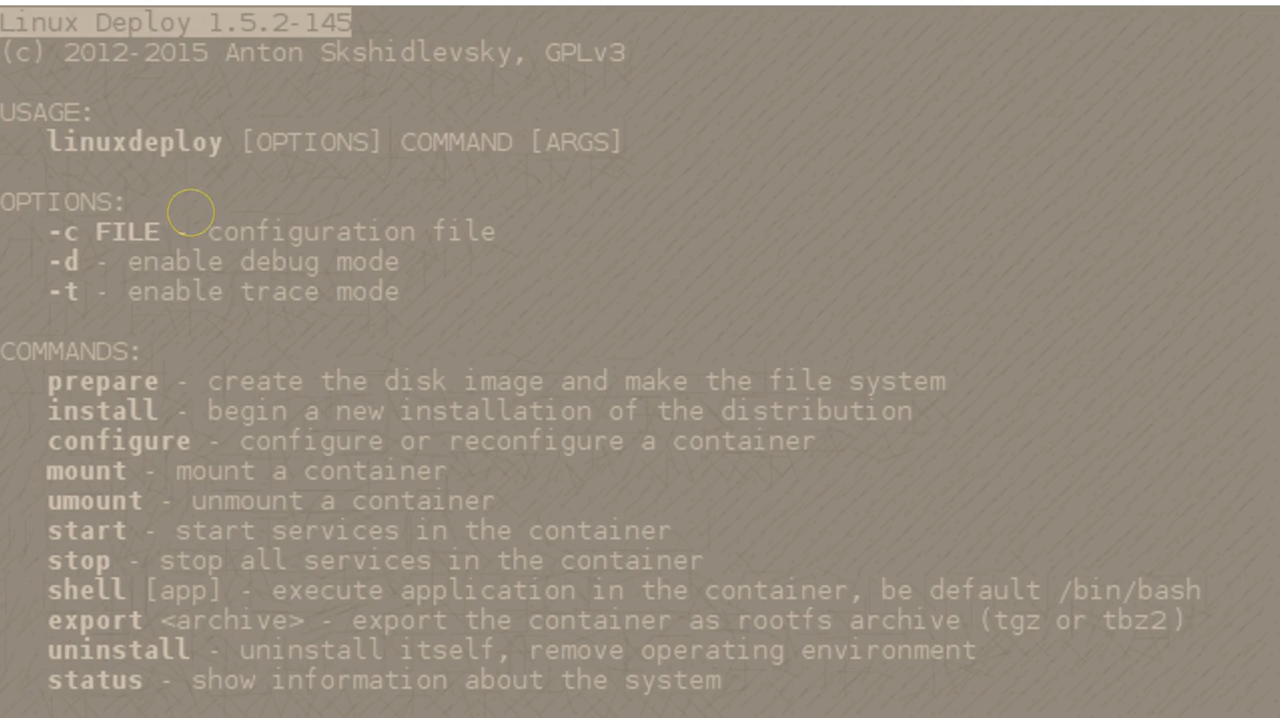 Linux Deploy 1.5.2-145
(c) 2012-2015 Anton Skshidlevsky, GPLv3
USAGE:
linuxdeploy [OPTIONS] COMMAND [ARGS]
OPTIONS:
-c FILE - configuration file
-d - enable debug mode
-t - enable trace mode
COMMANDS:
prepare - create the disk image and make the file system
install - begin a new installation of the distribution
configure - configure or reconfigure a container
mount - mount a container
umount - unmount a container
start - start services in the container
stop - stop all services in the container
shell [app] - execute application in the container, be default /bin/bash
export <archive> - export the container as rootfs archive (tgz or tbz2)
uninstall - uninstall itself, remove operating environment
status - show information about the system